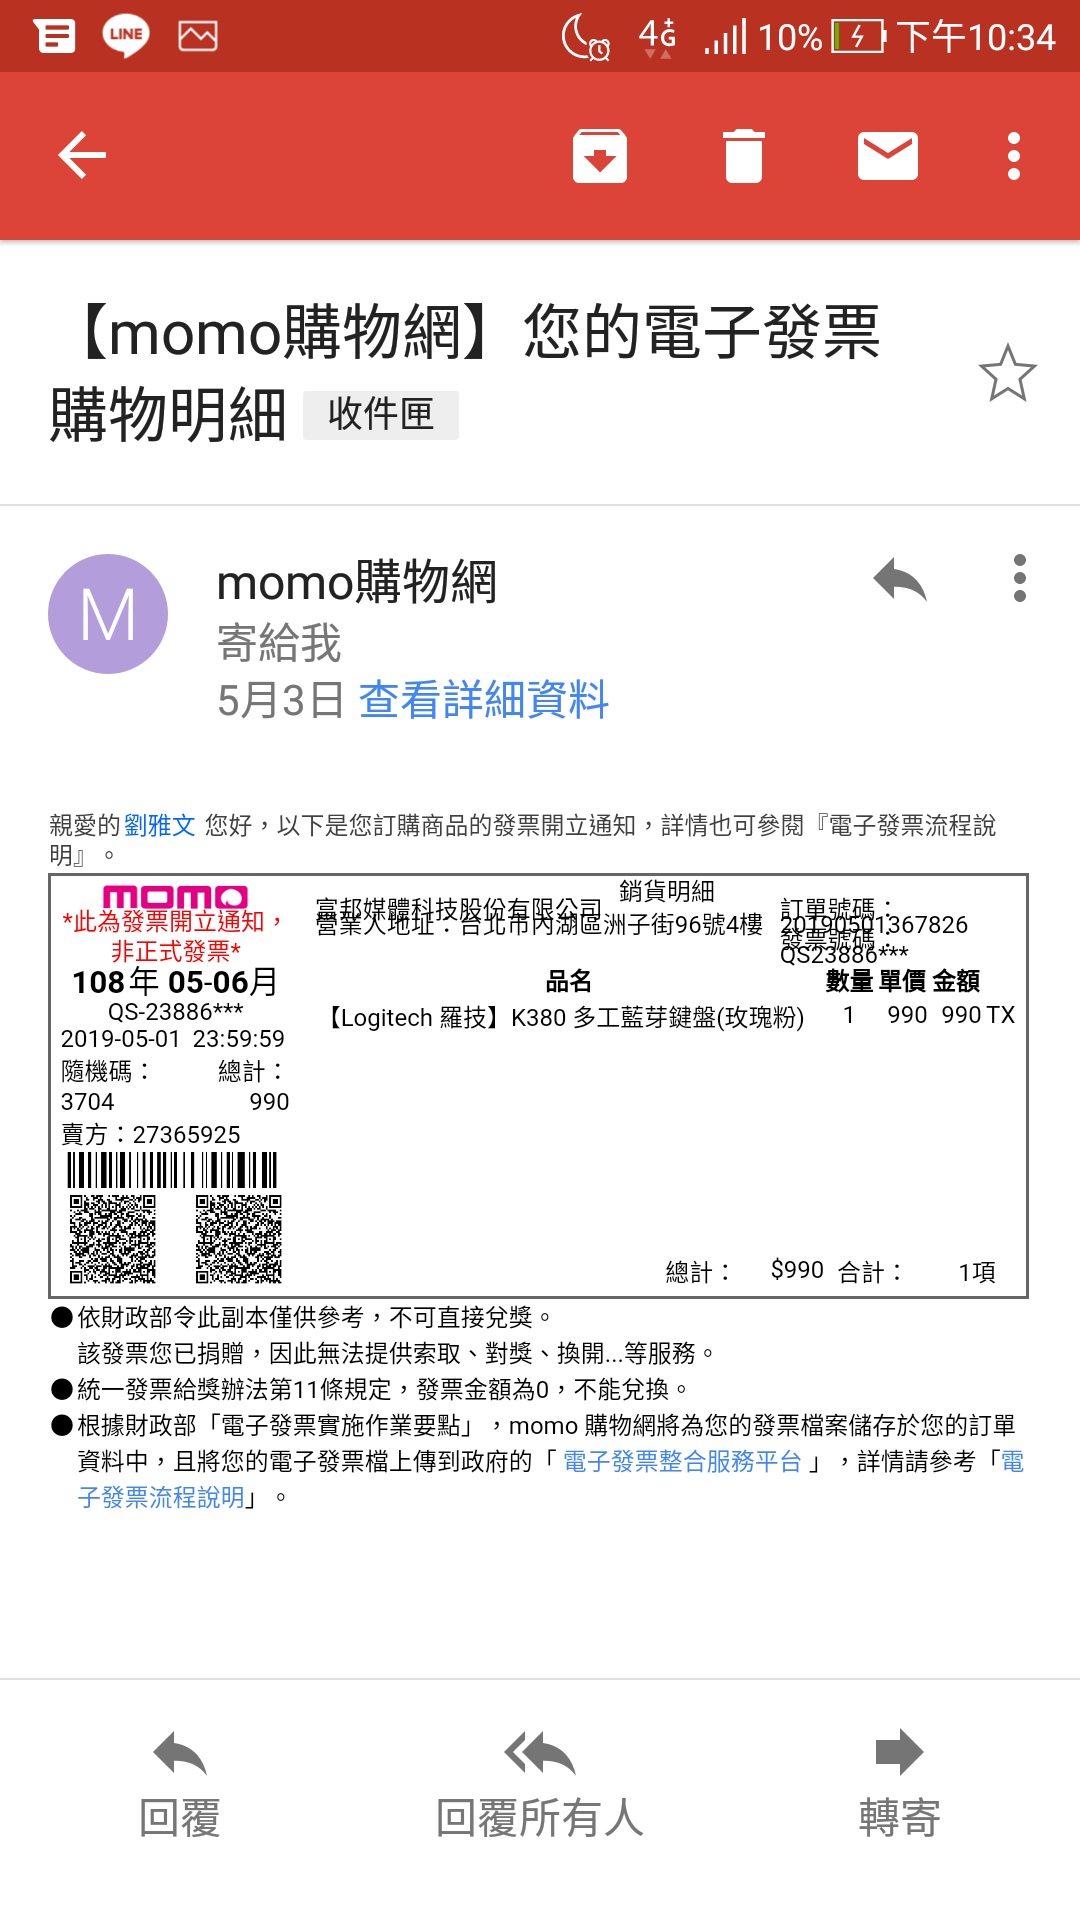 LINE
4G+ 10% 下午10:34
【momo購物網】您的電子發票
購物明細 收件匣
M
momo購物網
寄給我
5月3日 查看詳細資料
親愛的劉雅文 您好，以下是您訂購商品的發票開立通知，詳情也可參閱『電子發票流程說
明』。
momo
*此為發票開立通知，
非正式發票*
108年 05-06月
QS-23886***
2019-05-01 23:59:59
隨機碼： 總計：
3704 990
賣方：27365925
銷貨明細
富邦媒體科技股份有限公司
營業人地址：台北市內湖區洲子街96號4樓
訂單號碼：
20190501367826
發票號碼：
QS23886***
品名 數量 單價 金額
【Logitech 羅技】K380 多工藍芽鍵盤(玫瑰粉) 1 990 990 TX
總計： $990 合計： 1項
●依財政部令此副本僅供參考，不可直接兌獎。
該發票您已捐贈，因此無法提供索取、對獎、換開...等服務。
●統一發票給獎辦法第11條規定，發票金額為0，不能兌換。
●根據財政部「電子發票實施作業要點」，momo 購物網將為您的發票檔案儲存於您的訂單
資料中，且將您的電子發票檔上傳到政府的「 電子發票整合服務平台 」，詳情請參考「電
子發票流程說明」。
回覆 回覆所有人 轉寄